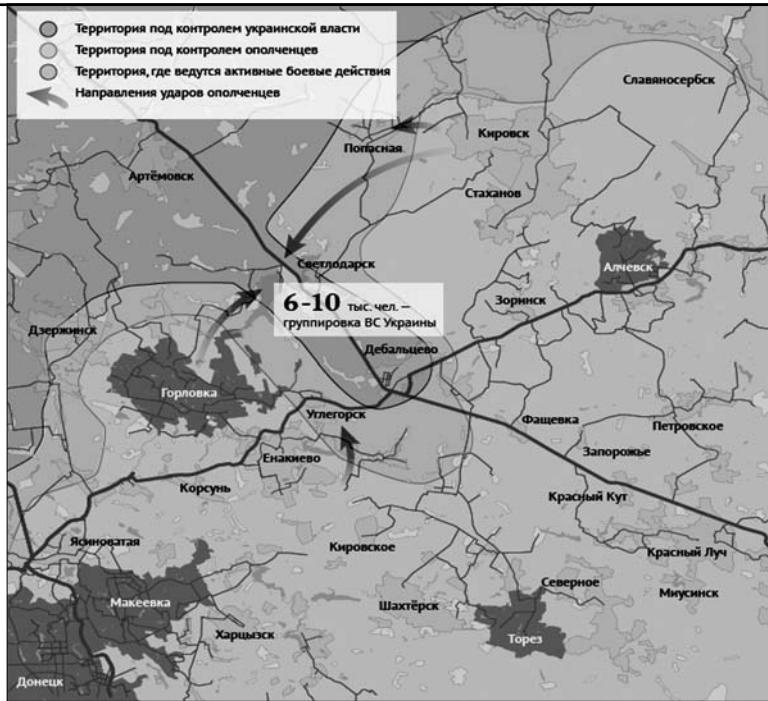 Территория под контролем украинской власти
Территория под контролем ополченцев
Территория, где ведутся активные боевые действия
Направления ударов ополченцев
Славяносербск
Попасная
Кировск
Артёмовск
Стаханов
Светлодарск
Алчевск
6-10 тыс. чел. –
группировка ВС Украины
Зоринск
Дзержинск
Дебальцево
Горловка
Углегорск
Фащевка
Петровское
Запорожье
Енакиево
Корсунь
Красный Кут
Ясиноватая
Кировское
Красный Луч
Северное
Миусинск
Макеевка
Шахтёрск
Харцызск
Торез
Донецк